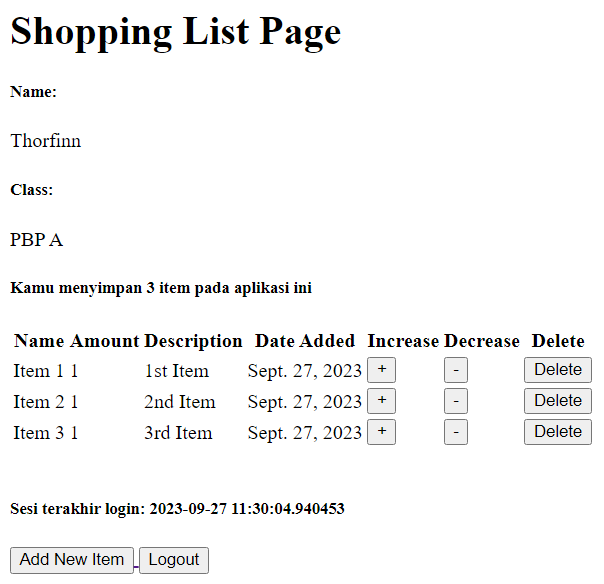 Shopping List Page
Name:
Thorfinn
Class:
PBP A
Kamu menyimpan 3 item pada aplikasi ini
Name Amount Description Date Added Increase Decrease Delete
Item 1 1 1st Item Sept. 27, 2023 + - Delete
Item 2 1 2nd Item Sept. 27, 2023 + - Delete
Item 3 1 3rd Item Sept. 27, 2023 + - Delete
Sesi terakhir login: 2023-09-27 11:30:04.940453
Add New Item Logout